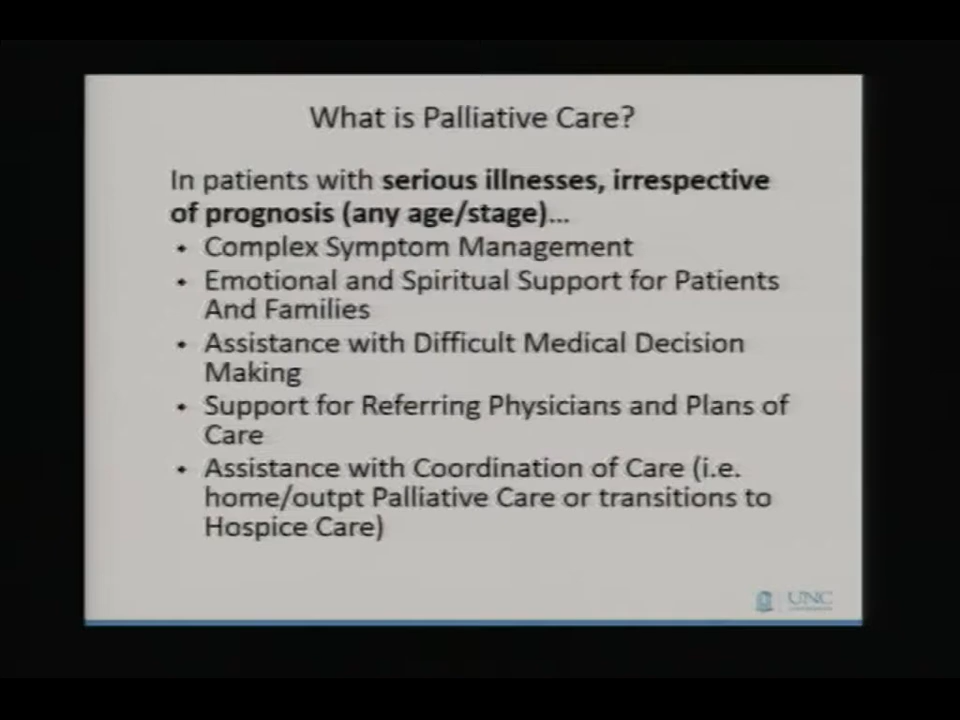 What is Palliative Care?
In patients with serious illnesses, irrespective
of prognosis (any age/stage)...
• Complex Symptom Management
• Emotional and Spiritual Support for Patients
And Families
• Assistance with Difficult Medical Decision
Making
• Support for Referring Physicians and Plans of
Care
• Assistance with Coordination of Care (i.e.
home/outpt Palliative Care or transitions to
Hospice Care)
UNC